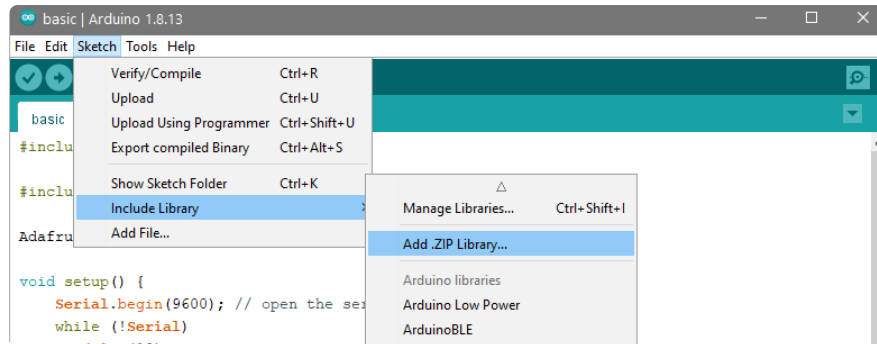 basic | Arduino 1.8.13
File Edit Sketch Tools Help
Verify/Compile Ctrl+R
Upload Ctrl+U
basic
Upload Using Programmer Ctrl+Shift+U
#inclu
Export compiled Binary Ctrl+Alt+S
#inclu
Show Sketch Folder Ctrl+K
Include Library
Manage Libraries... Ctrl+Shift+I
Adafru
Add File...
Add .ZIP Library...
void setup() {
Arduino libraries
Serial.begin(9600); // open the ser
Arduino Low Power
while (!Serial)
ArduinoBLE